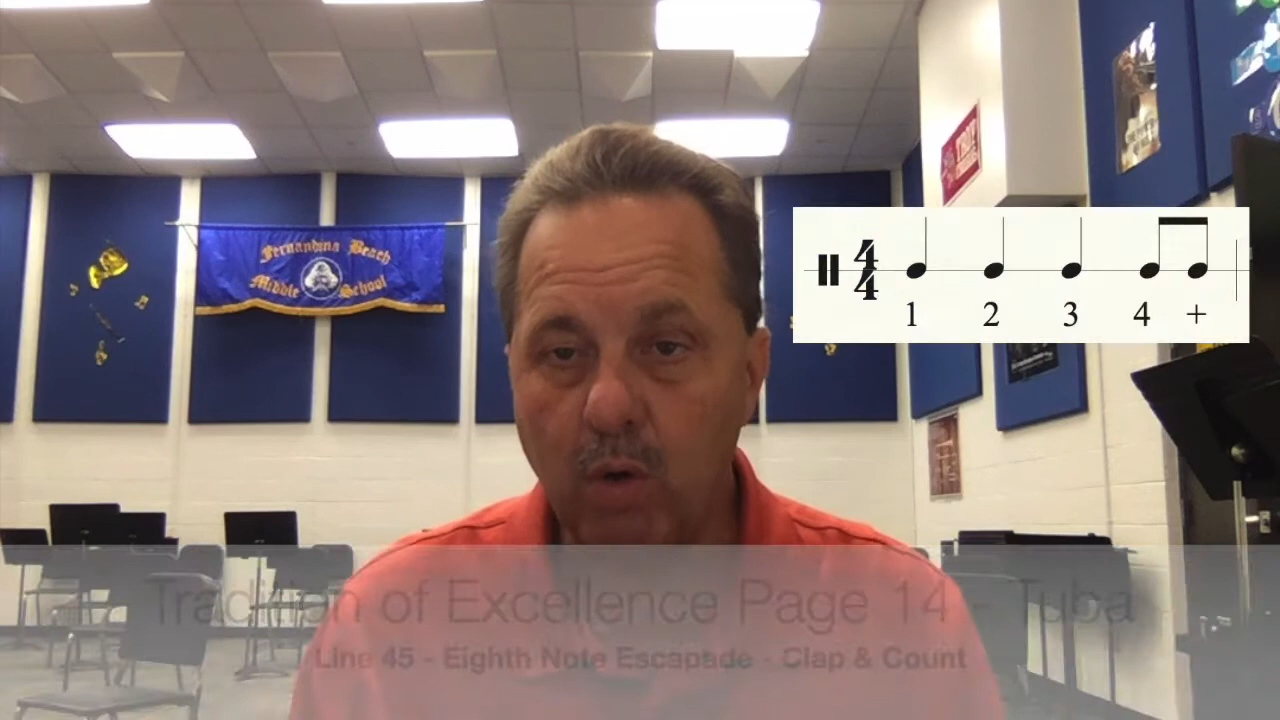 Fernandina Beach
Middle School
TROY
4
4
1 2 3 4 +
Tradition of Excellence Page 14 - Tuba
Line 45 - Eighth Note Escapade - Clap & Count